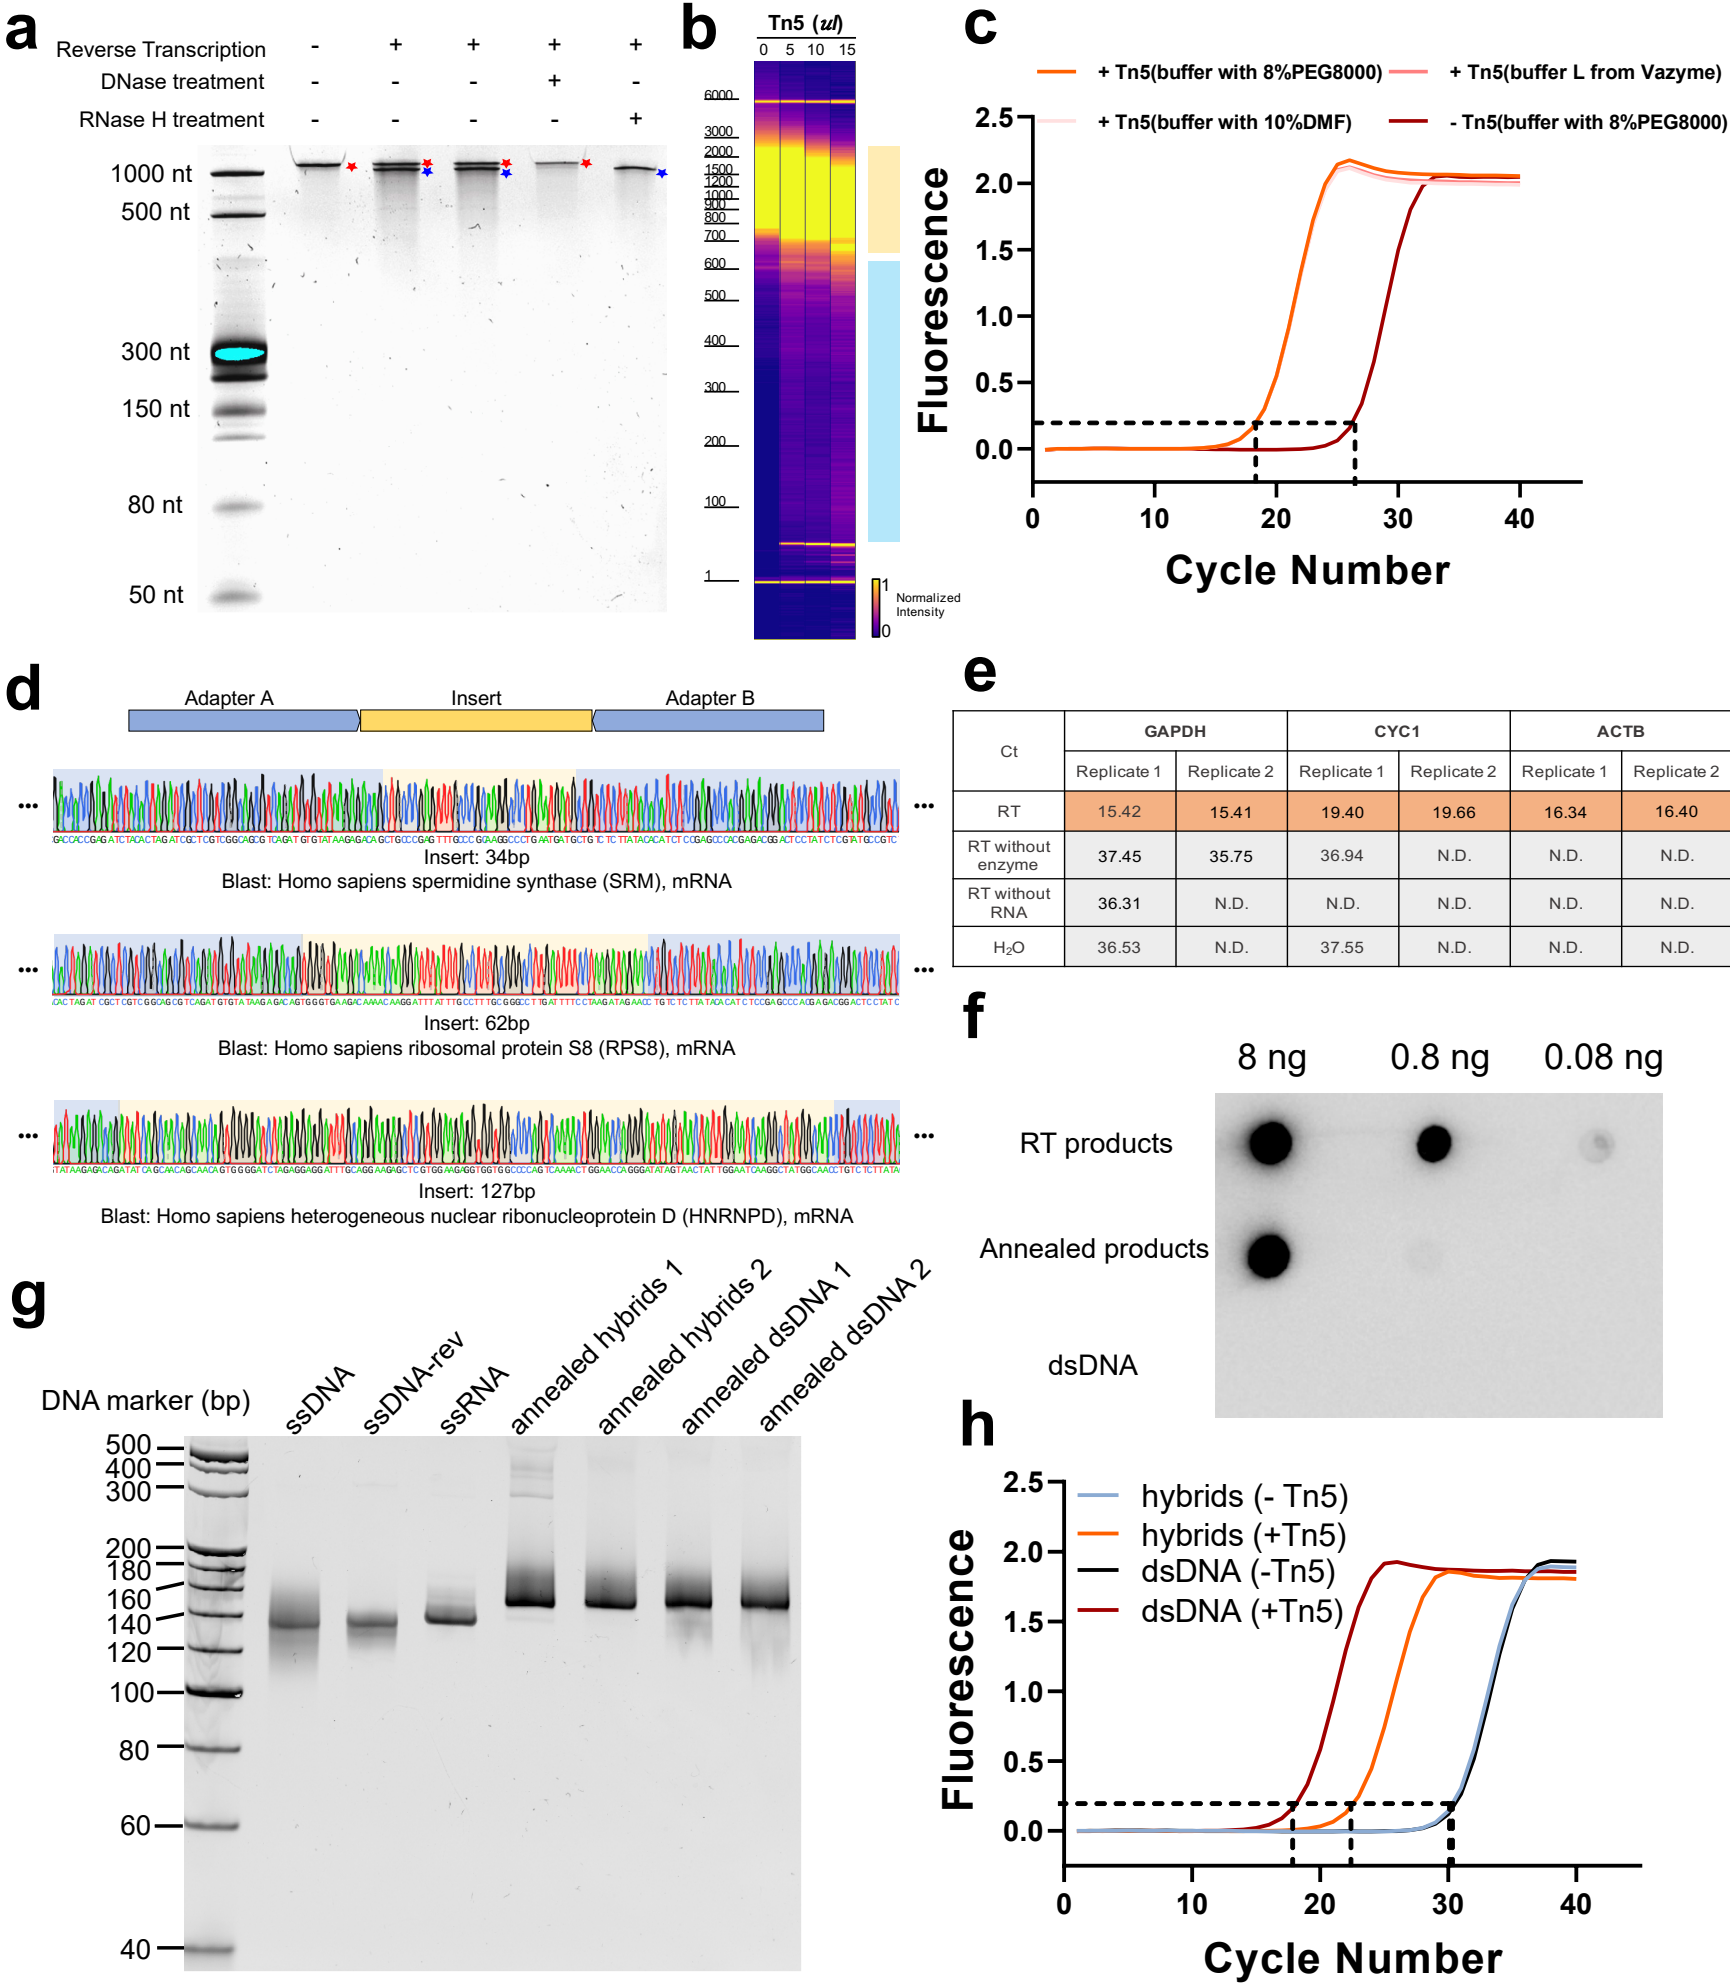 a
Reverse Transcription - + + + +
DNase treatment - - - + -
RNase H treatment - - - - +
1000 nt
500 nt
300 nt
150 nt
80 nt
50 nt
b
Tn5 (ul)
0 5 10 15
6000
3000
2000
1500
1200
1000
900
800
700
600
500
400
300
200
100
1
1
0
Normalized
Intensity
c
+ Tn5(buffer with 8%PEG8000)
+ Tn5(buffer L from Vazyme)
+ Tn5(buffer with 10%DMF)
- Tn5(buffer with 8%PEG8000)
Fluorescence
2.5
2.0
1.5
1.0
0.5
0.0
0 10 20 30 40
Cycle Number
d
Adapter A Insert Adapter B
... ...
Insert: 34bp
Blast: Homo sapiens spermidine synthase (SRM), mRNA
... ...
Insert: 62bp
Blast: Homo sapiens ribosomal protein S8 (RPS8), mRNA
... ...
Insert: 127bp
Blast: Homo sapiens heterogeneous nuclear ribonucleoprotein D (HNRNPD), mRNA
e
Ct GAPDH CYC1 ACTB
Replicate 1 Replicate 2 Replicate 1 Replicate 2 Replicate 1 Replicate 2
RT 15.42 15.41 19.40 19.66 16.34 16.40
RT without enzyme 37.45 35.75 36.94 N.D. N.D. N.D.
RT without RNA 36.31 N.D. N.D. N.D. N.D. N.D.
H₂O 36.53 N.D. 37.55 N.D. N.D. N.D.
f
8 ng 0.8 ng 0.08 ng
RT products
Annealed products
dsDNA
g
DNA marker (bp)
ssDNA
ssDNA-rev
ssRNA
annealed hybrids 1
annealed hybrids 2
annealed dsDNA 1
annealed dsDNA 2
500
400
300
200
180
160
140
120
100
80
60
40
h
hybrids (- Tn5)
hybrids (+Tn5)
dsDNA (-Tn5)
dsDNA (+Tn5)
Fluorescence
2.5
2.0
1.5
1.0
0.5
0.0
0 10 20 30 40
Cycle Number